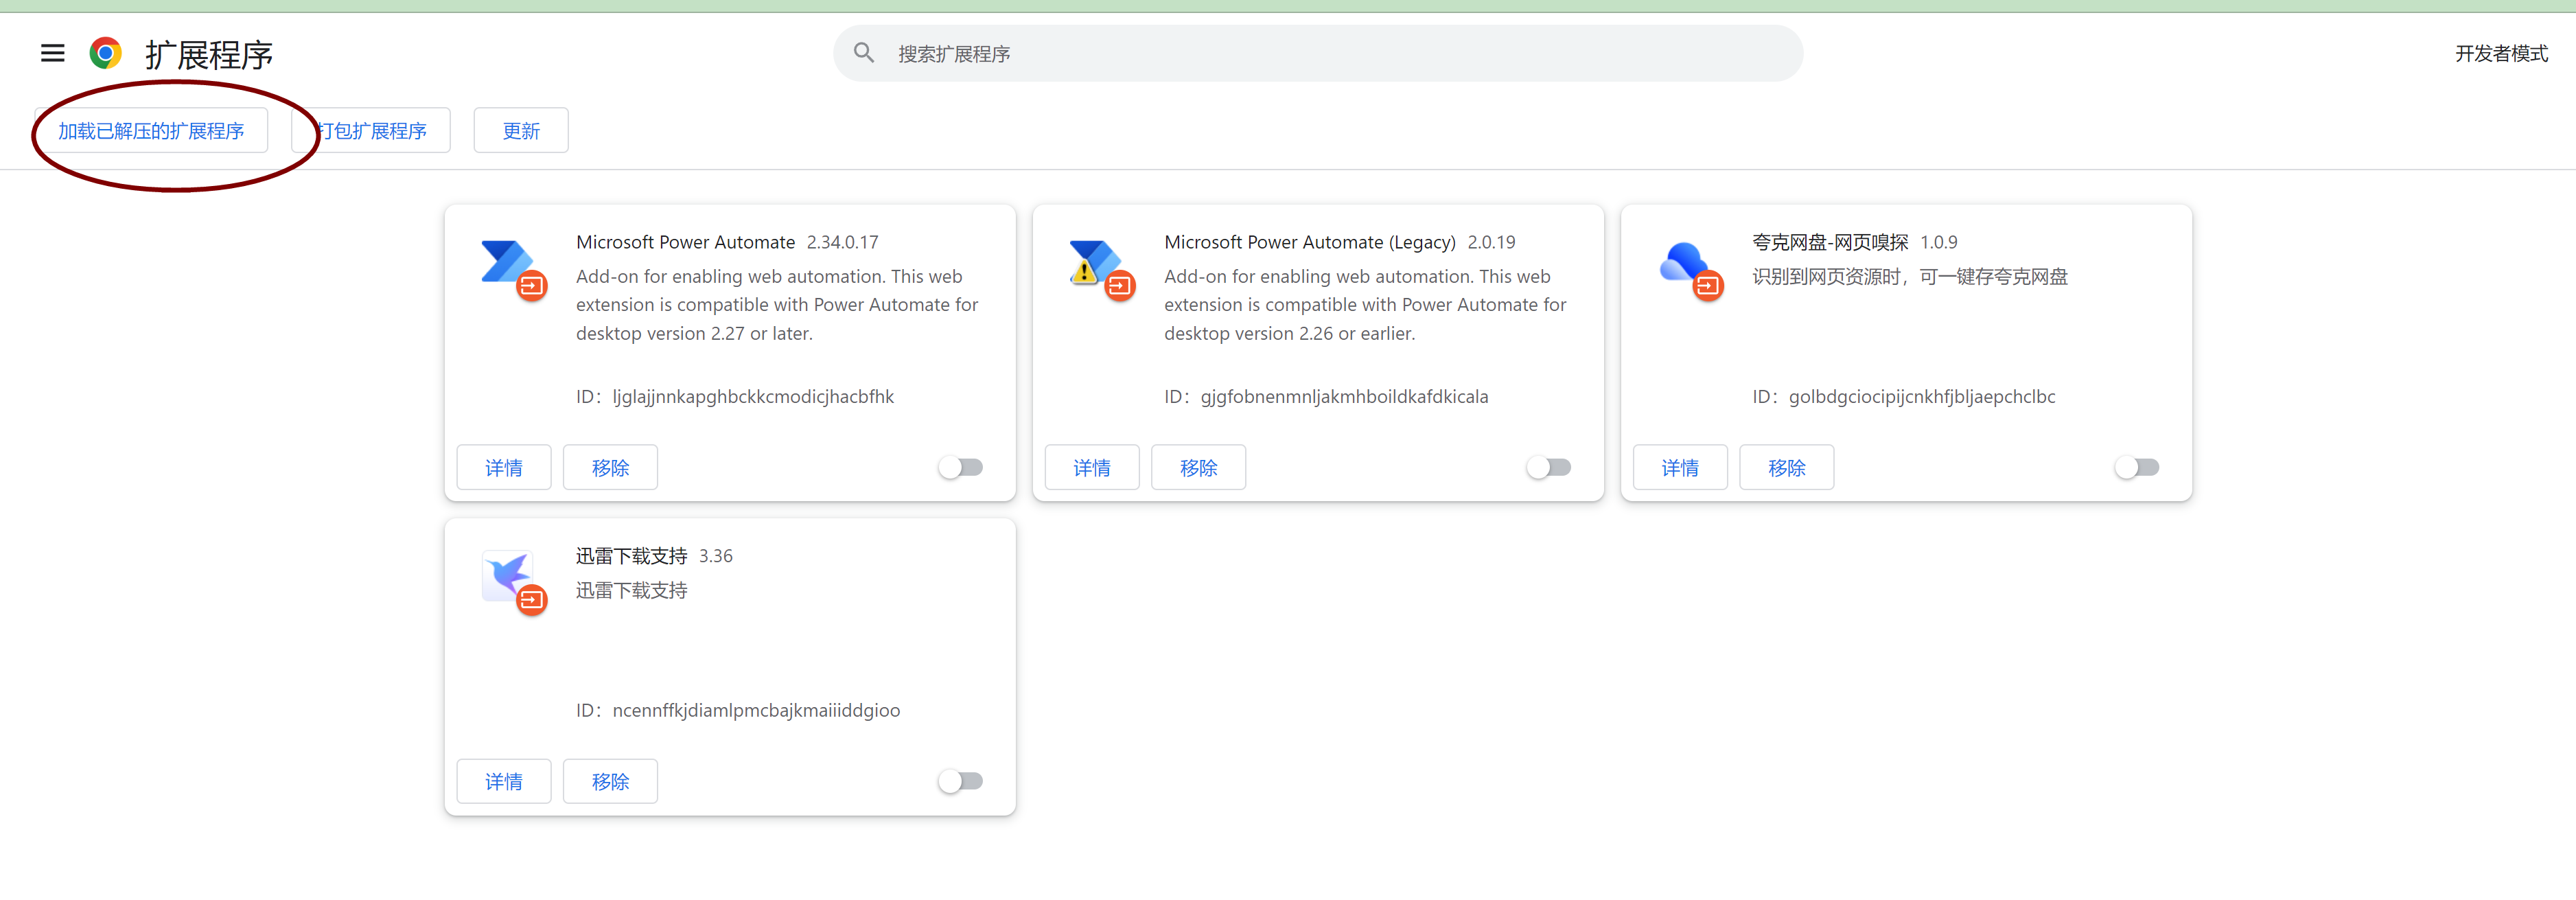 扩展程序
搜索扩展程序
开发者模式
加载已解压的扩展程序
打包扩展程序
更新
Microsoft Power Automate 2.34.0.17
Add-on for enabling web automation. This web
extension is compatible with Power Automate for
desktop version 2.27 or later.
ID：ljglajjnnkapghbckkcmodicjhacbfhk
详情
移除
Microsoft Power Automate (Legacy) 2.0.19
Add-on for enabling web automation. This web
extension is compatible with Power Automate for
desktop version 2.26 or earlier.
ID：gjgfobnenmnljakmhboildkafdkicala
详情
移除
夸克网盘-网页嗅探 1.0.9
识别到网页资源时，可一键存夸克网盘
ID：golbdgciocipijcnkhfjbljaepchclbc
详情
移除
迅雷下载支持 3.36
迅雷下载支持
ID：ncennffkjdiamlpmcbajkmaiiiddgioo
详情
移除